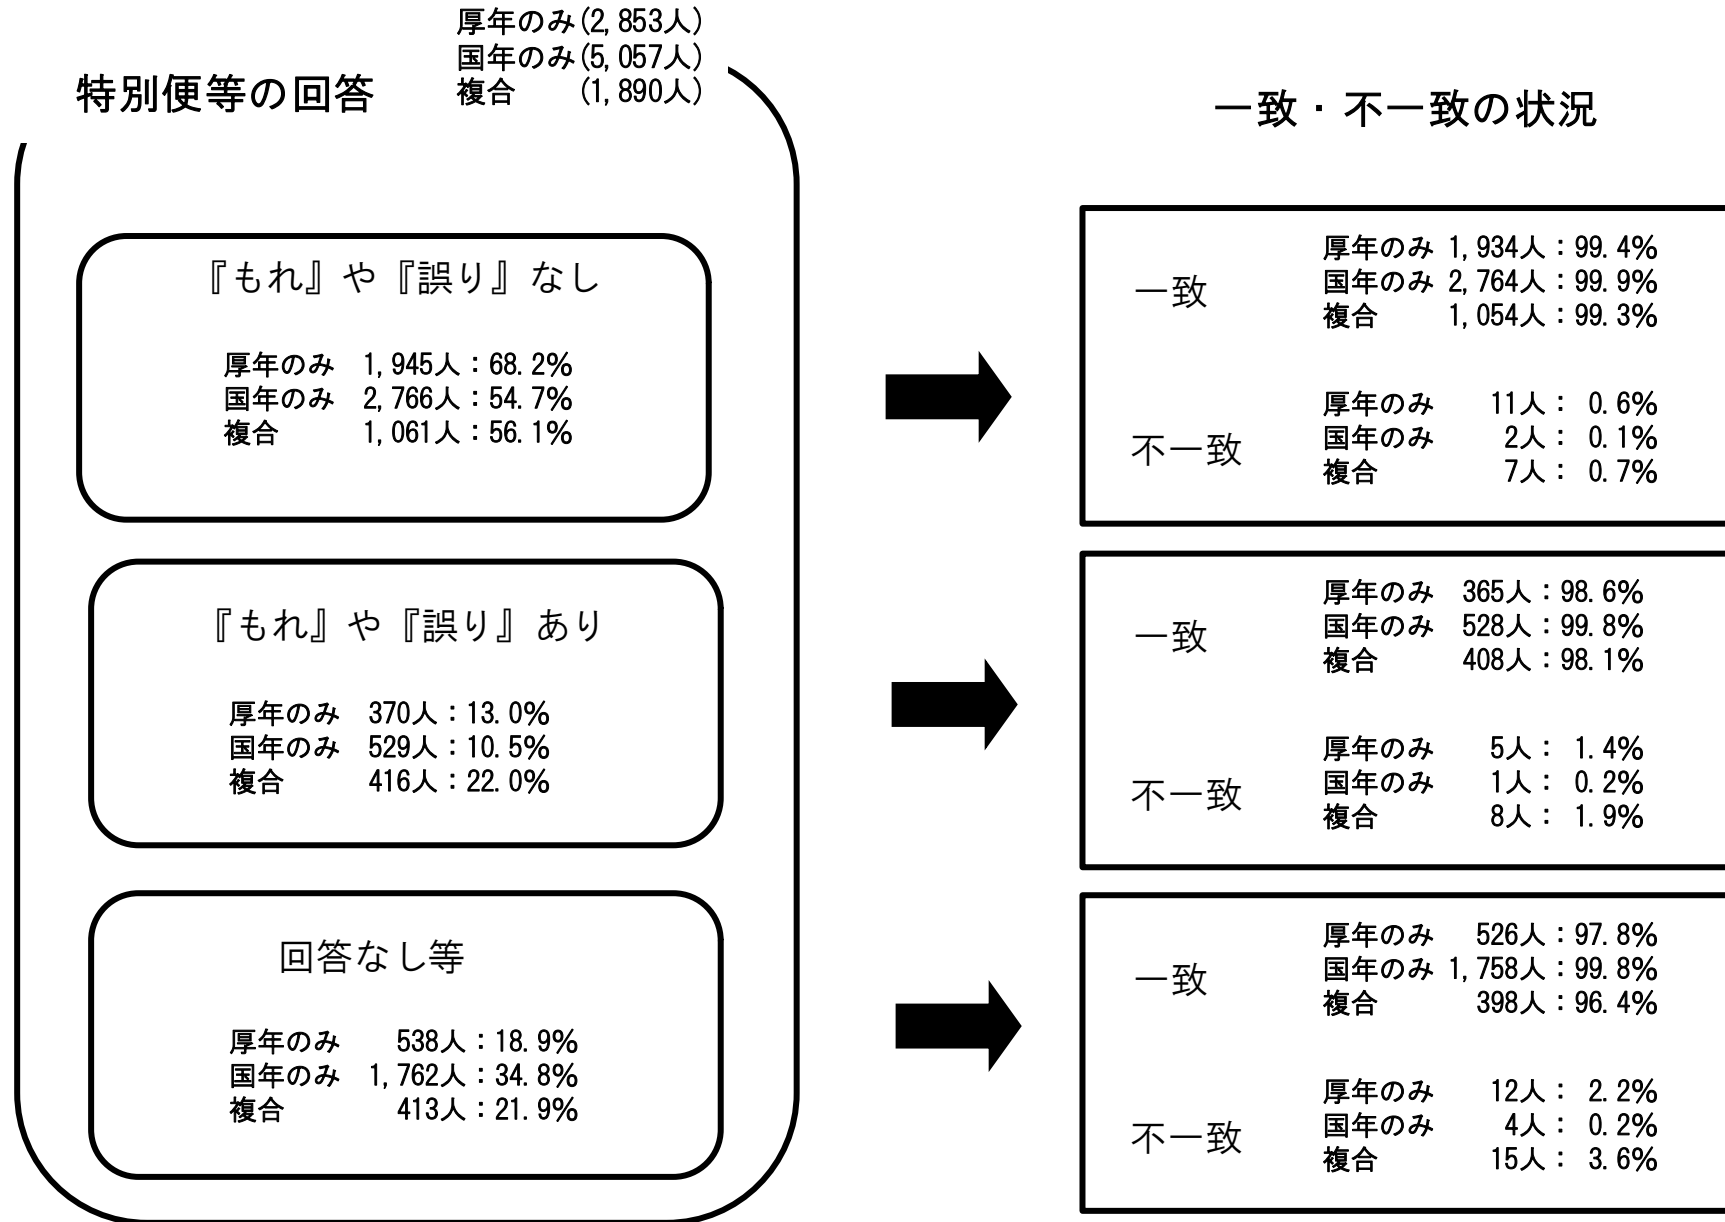 厚年のみ(2,853人)
国年のみ(5,057人)
複合 (1,890人)
特別便等の回答
『もれ』や『誤り』なし
厚年のみ 1,945人：68.2%
国年のみ 2,766人：54.7%
複合 1,061人：56.1%
『もれ』や『誤り』あり
厚年のみ 370人：13.0%
国年のみ 529人：10.5%
複合 416人：22.0%
回答なし等
厚年のみ 538人：18.9%
国年のみ 1,762人：34.8%
複合 413人：21.9%
一致・不一致の状況
一致
厚年のみ 1,934人：99.4%
国年のみ 2,764人：99.9%
複合 1,054人：99.3%
不一致
厚年のみ 11人： 0.6%
国年のみ 2人： 0.1%
複合 7人： 0.7%
一致
厚年のみ 365人：98.6%
国年のみ 528人：99.8%
複合 408人：98.1%
不一致
厚年のみ 5人： 1.4%
国年のみ 1人： 0.2%
複合 8人： 1.9%
一致
厚年のみ 526人：97.8%
国年のみ 1,758人：99.8%
複合 398人：96.4%
不一致
厚年のみ 12人： 2.2%
国年のみ 4人： 0.2%
複合 15人： 3.6%